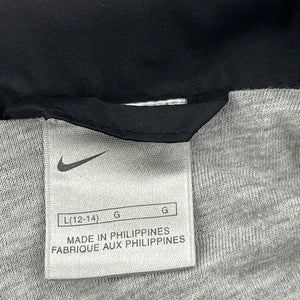 L(12-14) G G
MADE IN PHILIPPINES
FABRIQUE AUX PHILIPPINES